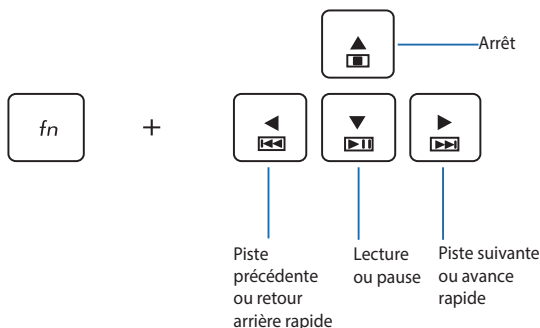 Arrêt
fn
+
Piste
précédente
ou retour
arrière rapide
Lecture
ou pause
Piste suivante
ou avance
rapide